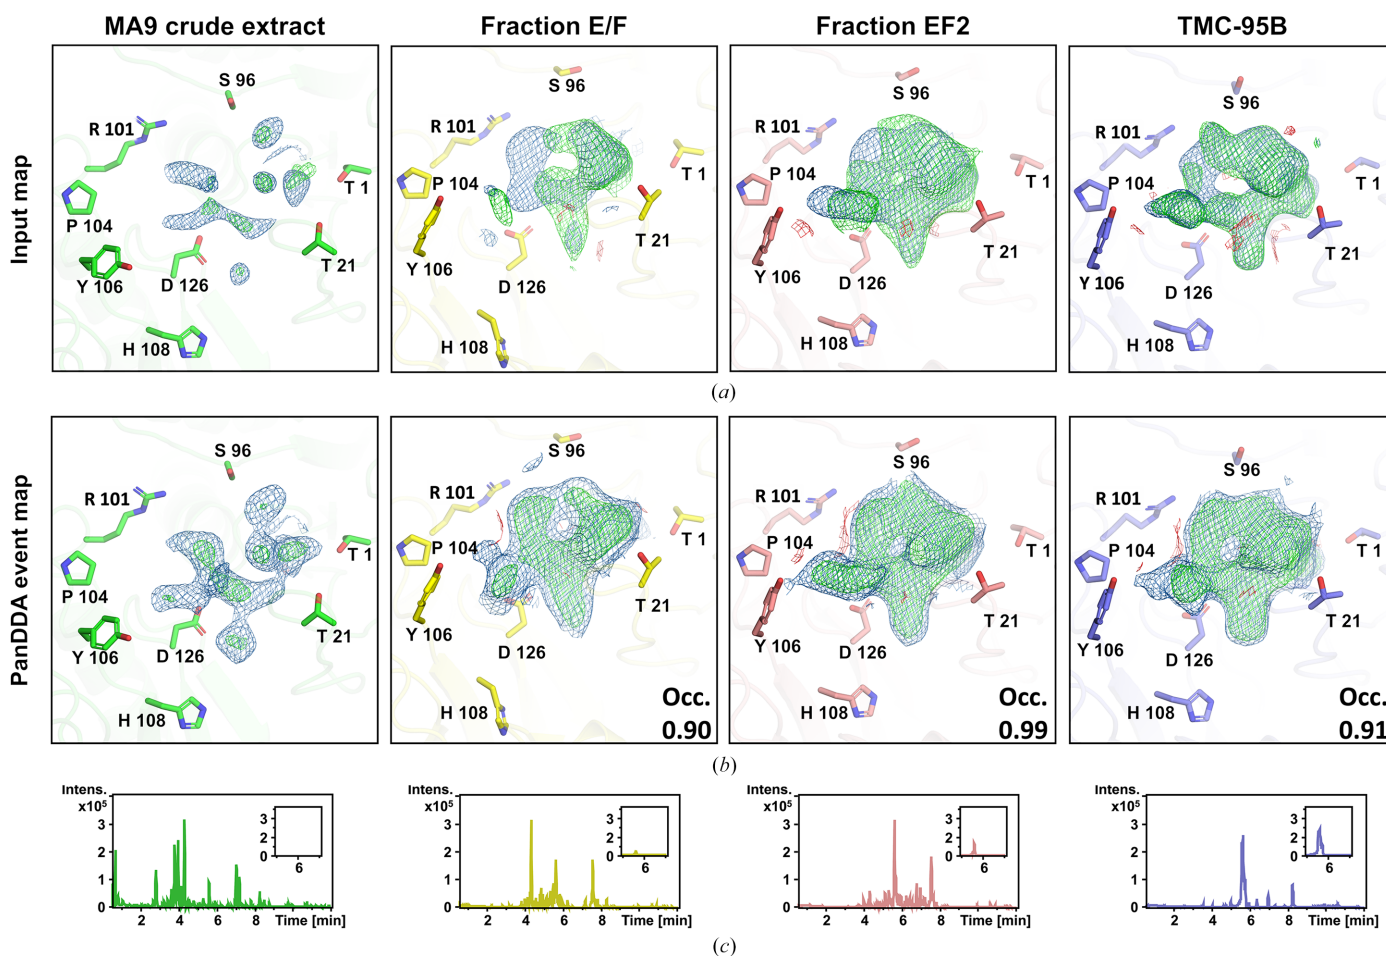 MA9 crude extract
Fraction E/F
Fraction EF2
TMC-95B
Input map
S 96
R 101
T 1
P 104
T 21
Y 106
D 126
H 108
S 96
R 101
P 104
T 1
T 21
Y 106
D 126
H 108
S 96
R 101
P 104
T 1
T 21
Y 106
D 126
H 108
S 96
R 101
P 104
T 1
T 21
Y 106
D 126
H 108
(a)
PanDDA event map
S 96
R 101
T 1
P 104
T 21
Y 106
D 126
H 108
S 96
R 101
P 104
T 1
T 21
Y 106
D 126
H 108
Occ.
0.90
S 96
R 101
P 104
T 1
T 21
Y 106
D 126
H 108
Occ.
0.99
S 96
R 101
P 104
T 1
T 21
Y 106
D 126
H 108
Occ.
0.91
(b)
Intens.
x10⁵
3
2
1
0
2 4 6 8 Time [min]
3
2
0
6
Intens.
x10⁵
3
2
1
0
2 4 6 8 Time [min]
3
2
0
6
Intens.
x10⁵
3
2
1
0
2 4 6 8 Time [min]
3
2
0
6
Intens.
x10⁵
3
2
1
0
2 4 6 8 Time [min]
3
2
0
6
(c)